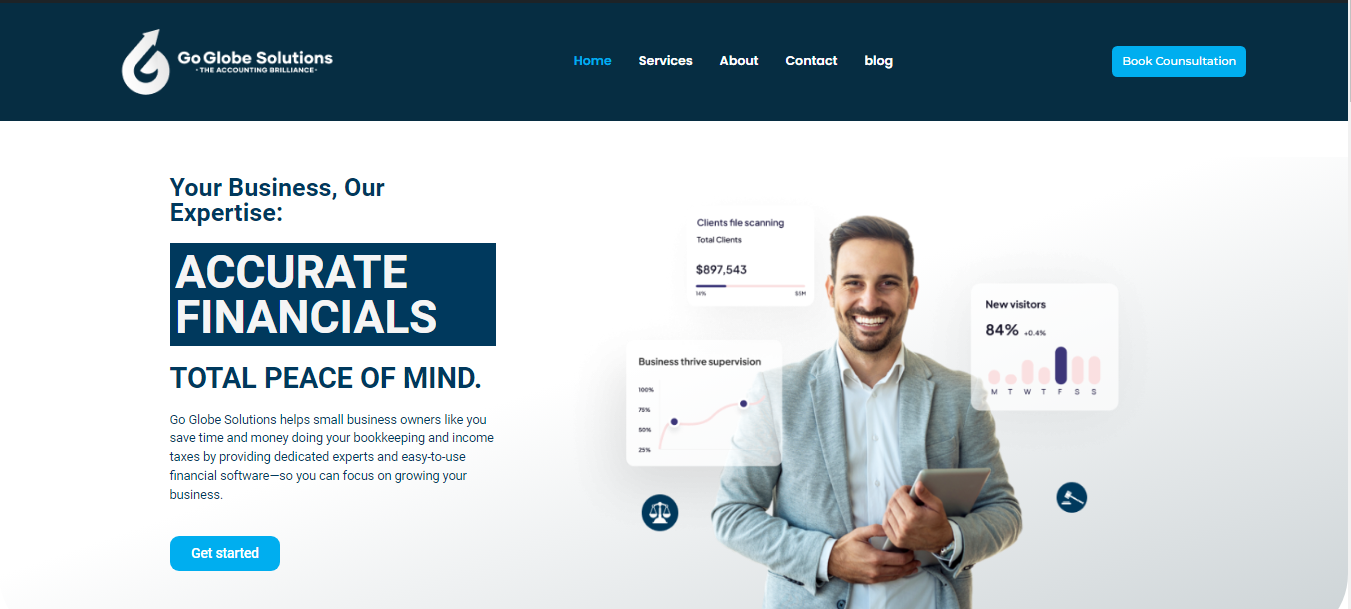 Go Globe Solutions
· THE ACCOUNTING BRILLIANCE ·
Home
Services
About
Contact
blog
Book Counsultation
Your Business, Our
Expertise:
ACCURATE
FINANCIALS
TOTAL PEACE OF MIND.
Go Globe Solutions helps small business owners like you
save time and money doing your bookkeeping and income
taxes by providing dedicated experts and easy-to-use
financial software—so you can focus on growing your
business.
Get started
Clients file scanning
Total Clients
$897,543
14% $5M
Business thrive supervision
100%
75%
50%
25%
New visitors
84% +0.4%
M T W T F S S